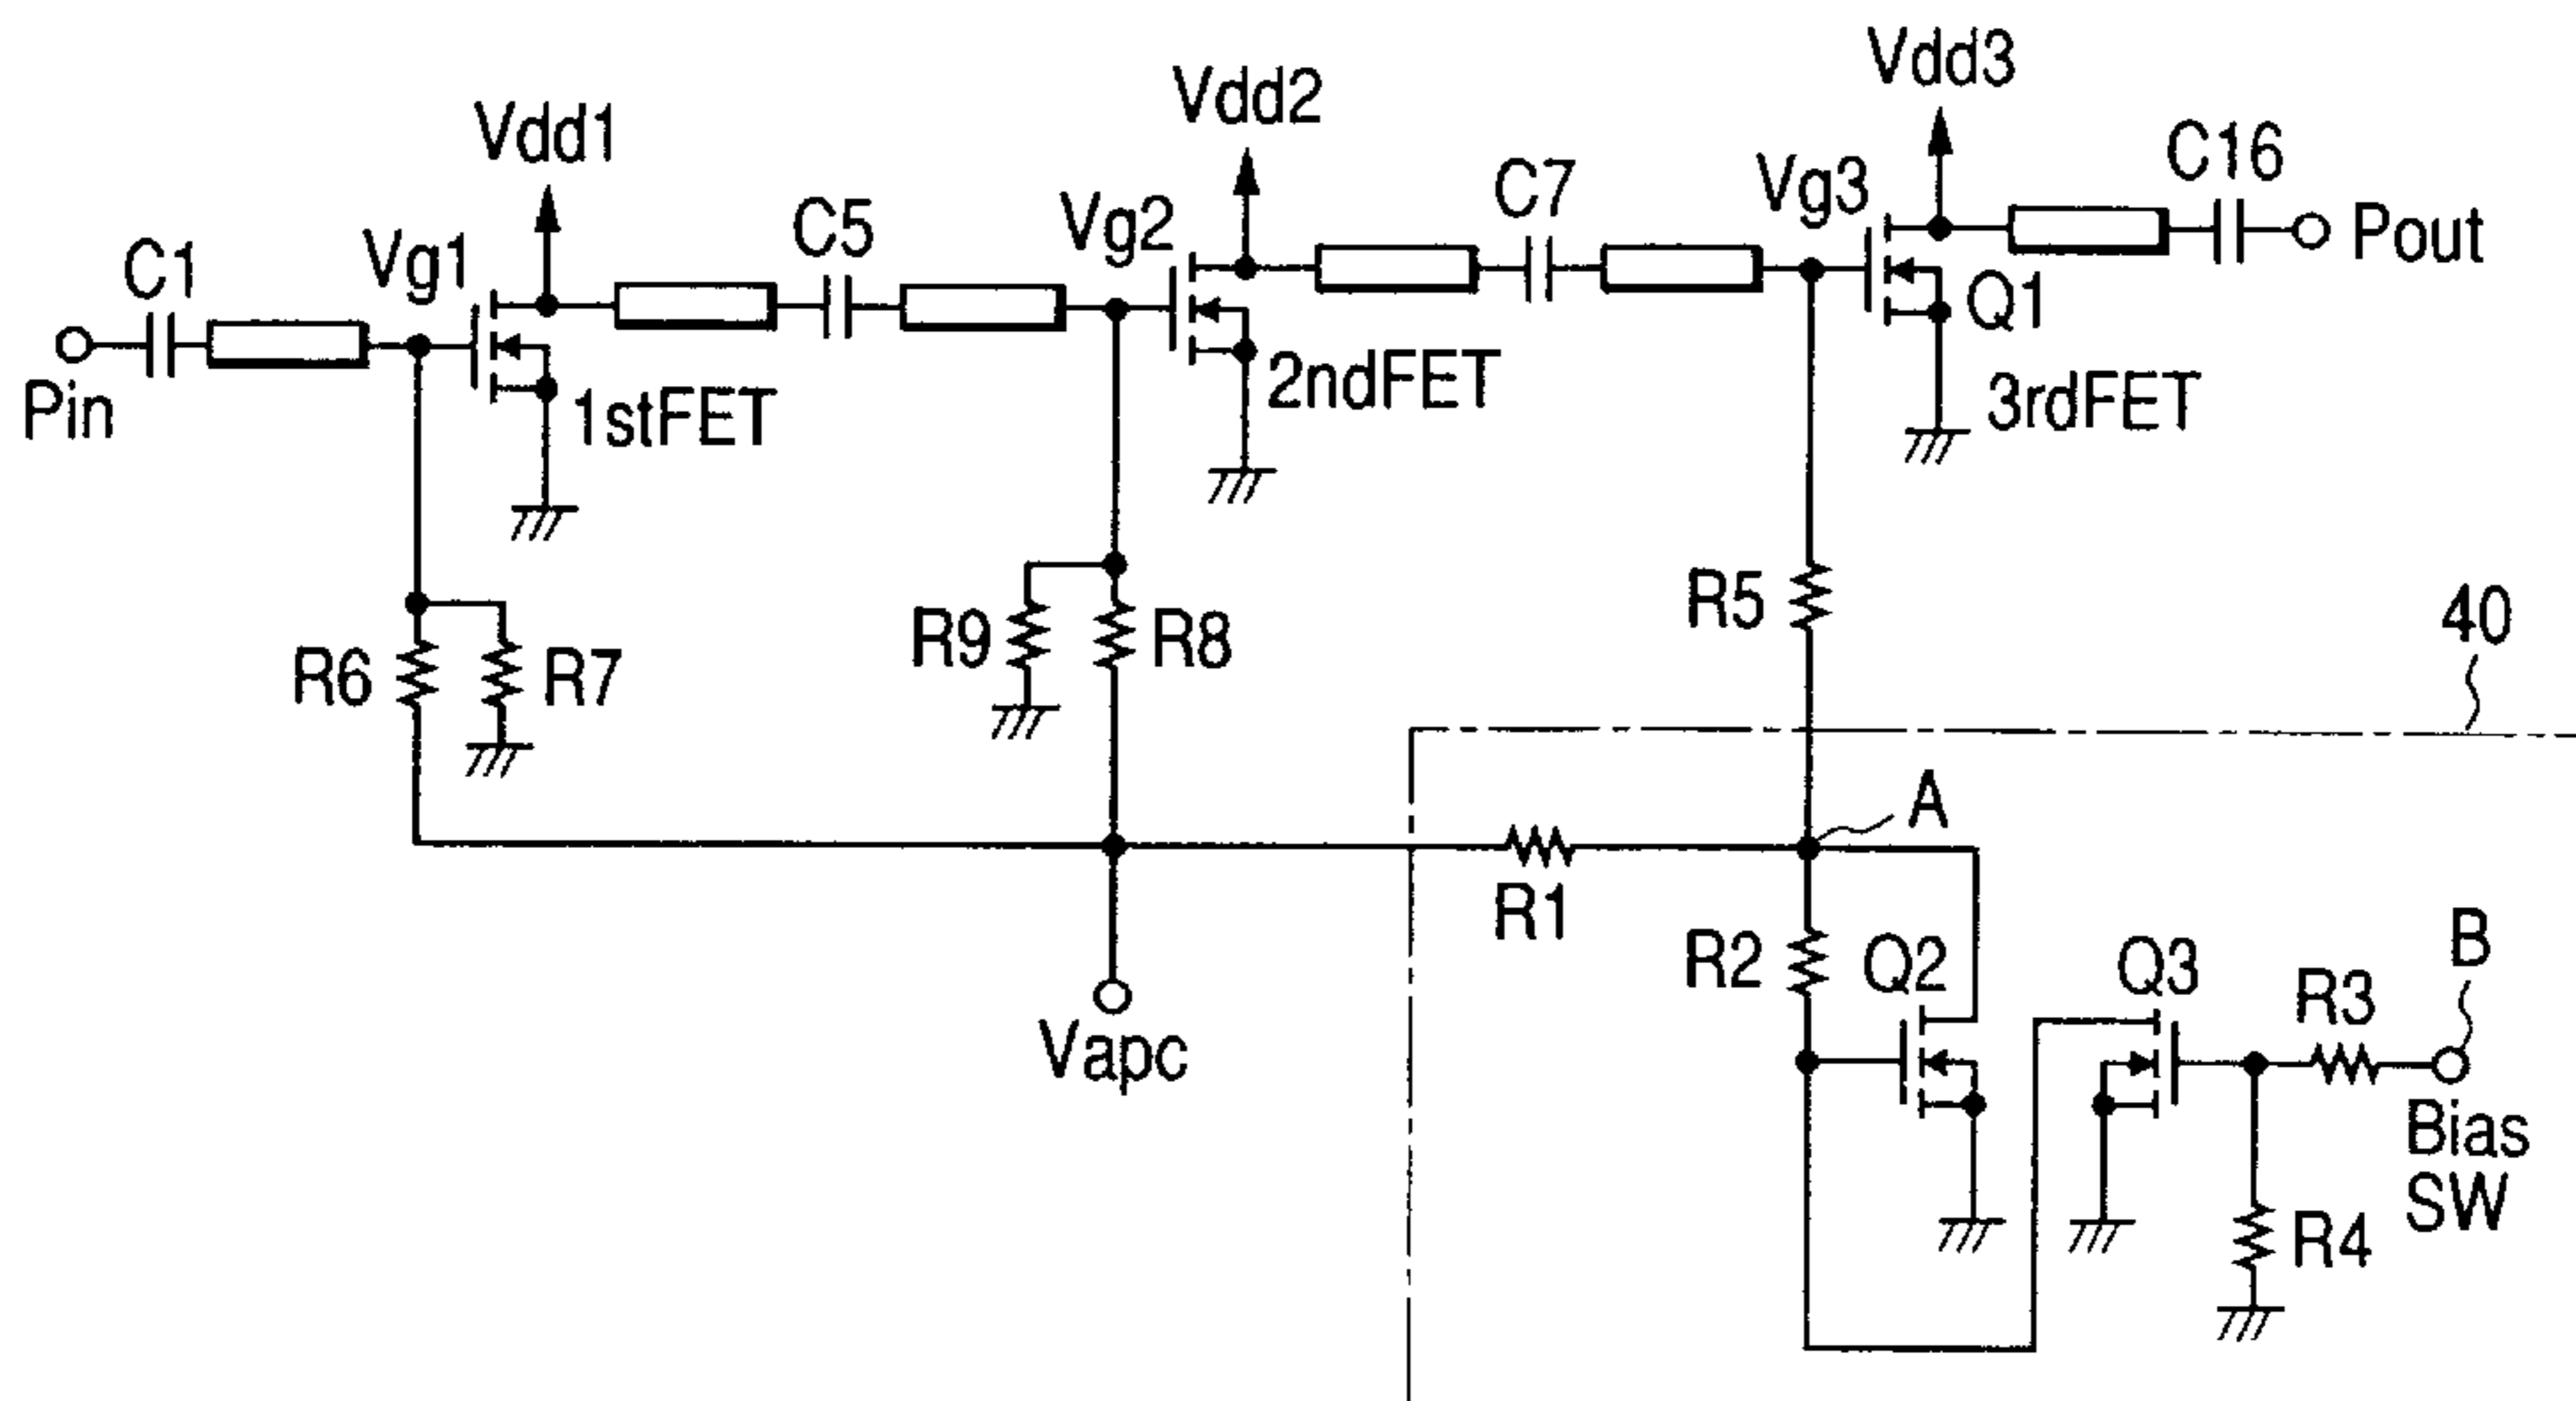 Vdd3
Vdd2
C16
Vdd1
C7
Vg3
Vg2
C5
Pout
Vg1
C1
Q1
Pin
1stFET
2ndFET
3rdFET
R5
40
R9
R8
R6
R7
A
R1
B
R2
Q2
Q3
R3
Vapc
Bias
SW
R4